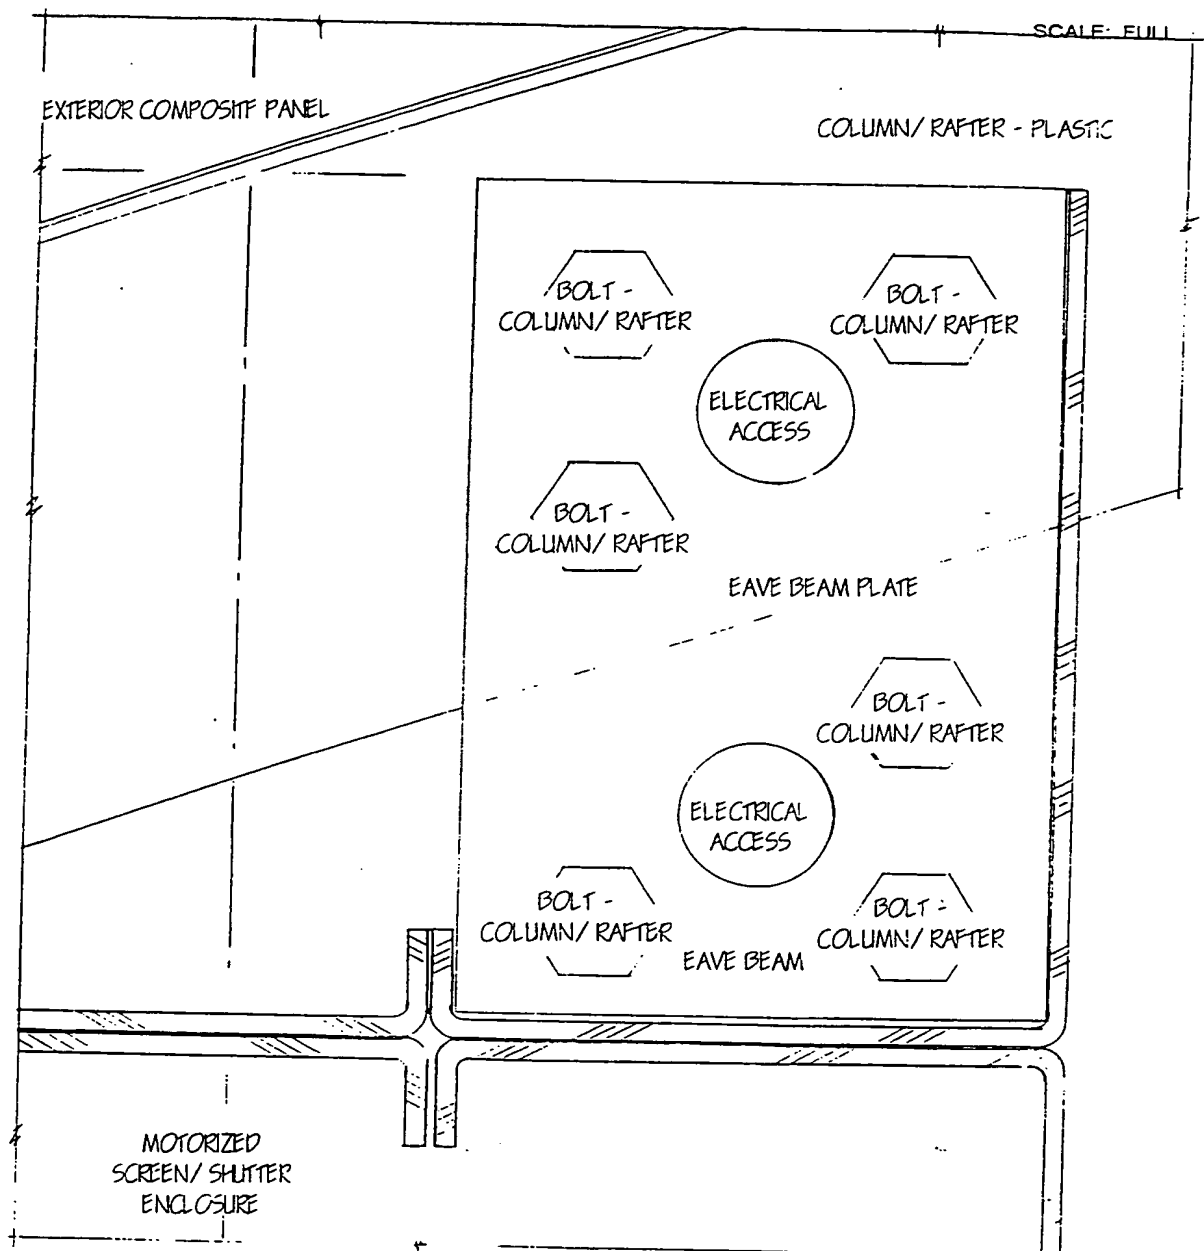 SCALE: FULL
EXTERIOR COMPOSITE PANEL
COLUMN/ RAFTER - PLASTIC
BOLT -
COLUMN/ RAFTER
BOLT -
COLUMN/ RAFTER
ELECTRICAL
ACCESS
BOLT -
COLUMN/ RAFTER
EAVE BEAM PLATE
BOLT -
COLUMN/ RAFTER
ELECTRICAL
ACCESS
BOLT -
COLUMN/ RAFTER
BOLT -
COLUMN/ RAFTER
EAVE BEAM
MOTORIZED
SCREEN/ SHUTTER
ENCLOSURE